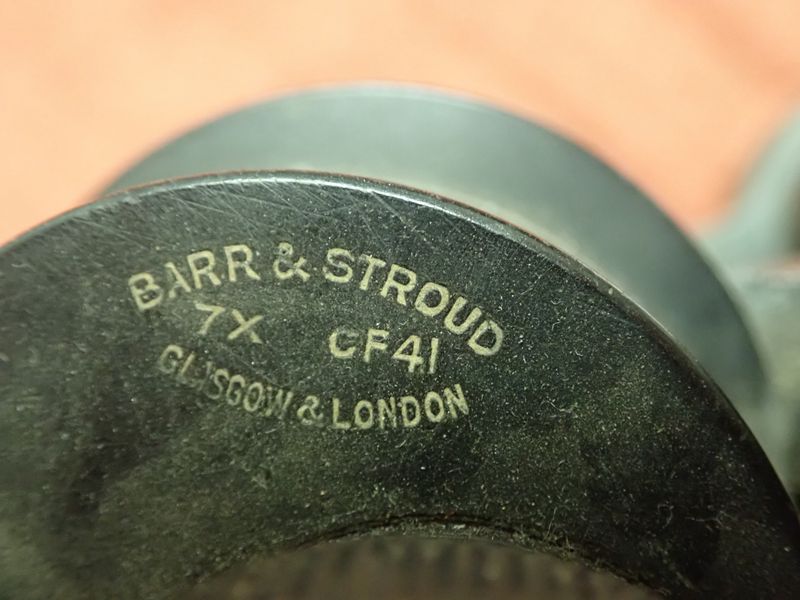 BARR & STROUD
7X CF41
GLASGOW & LONDON